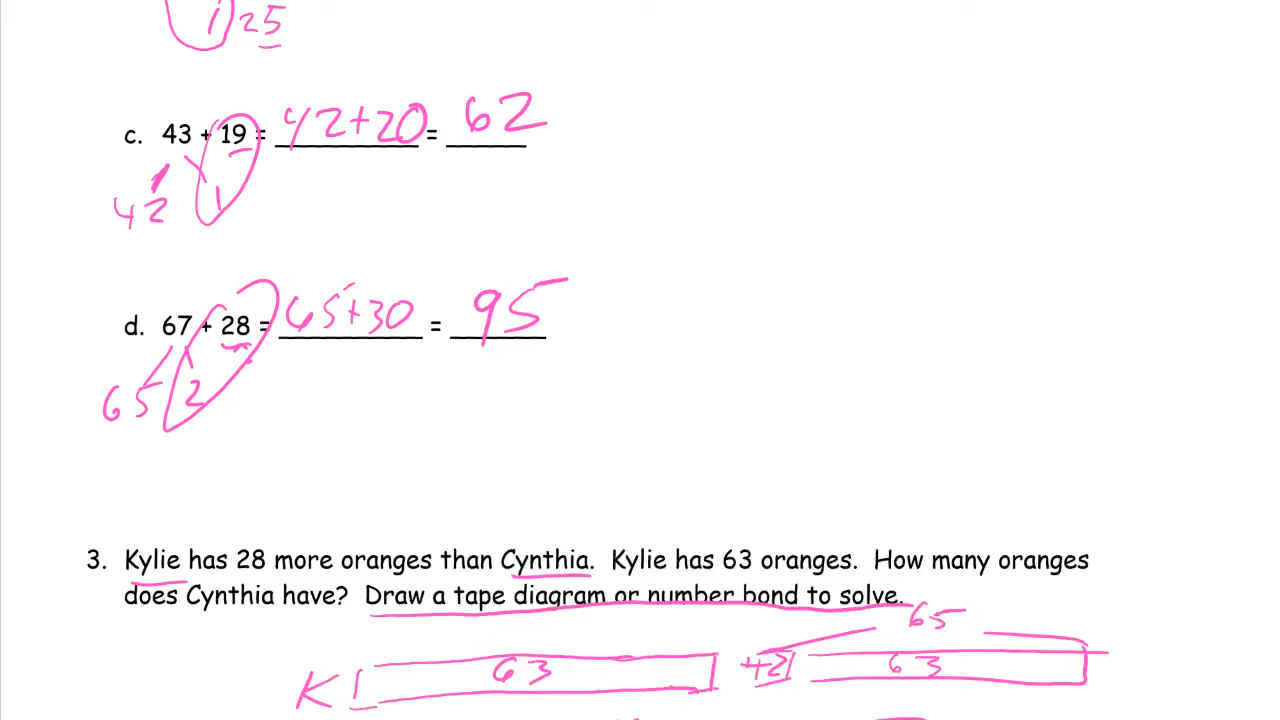 1 25
c. 43 + 19 = 42+20 = 62
42 1
d. 67 + 28 = 65+30 = 95
65 2
3. Kylie has 28 more oranges than Cynthia. Kylie has 63 oranges. How many oranges
does Cynthia have? Draw a tape diagram or number bond to solve.
65
K 63 +2 63